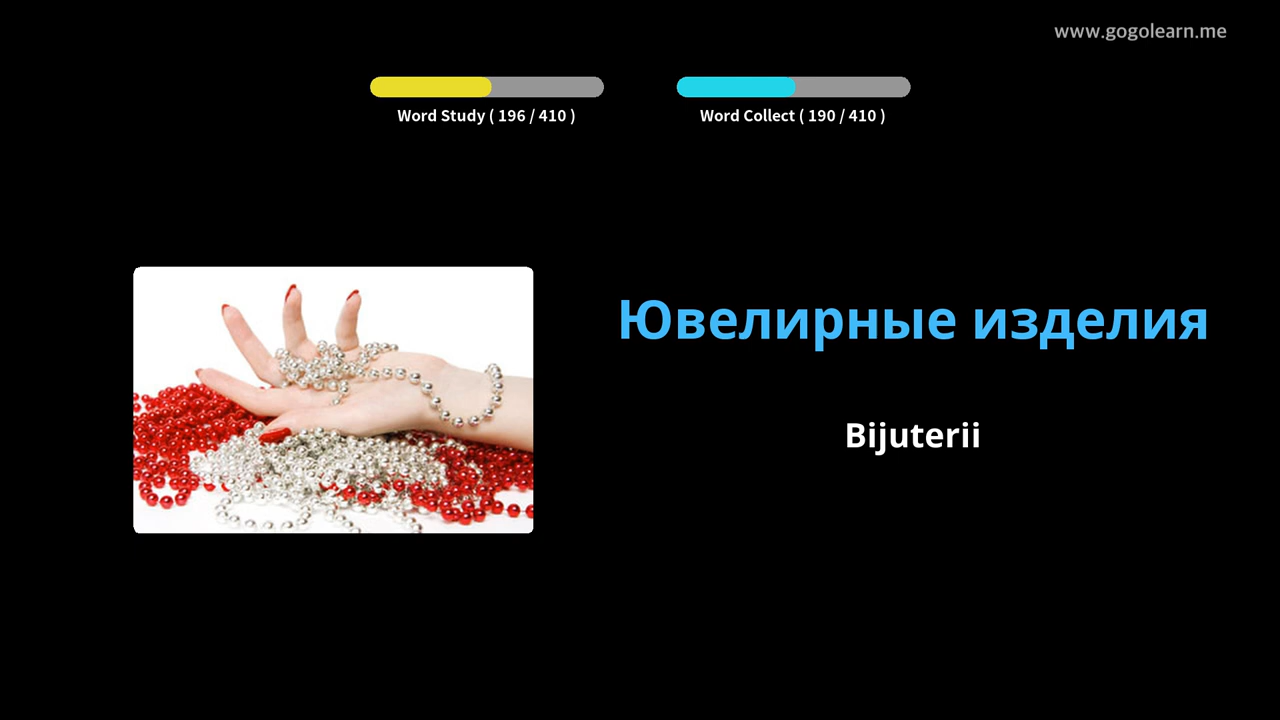 www.gogolearn.me
Word Study ( 196 / 410 )
Word Collect ( 190 / 410 )
Ювелирные изделия
Bijuterii